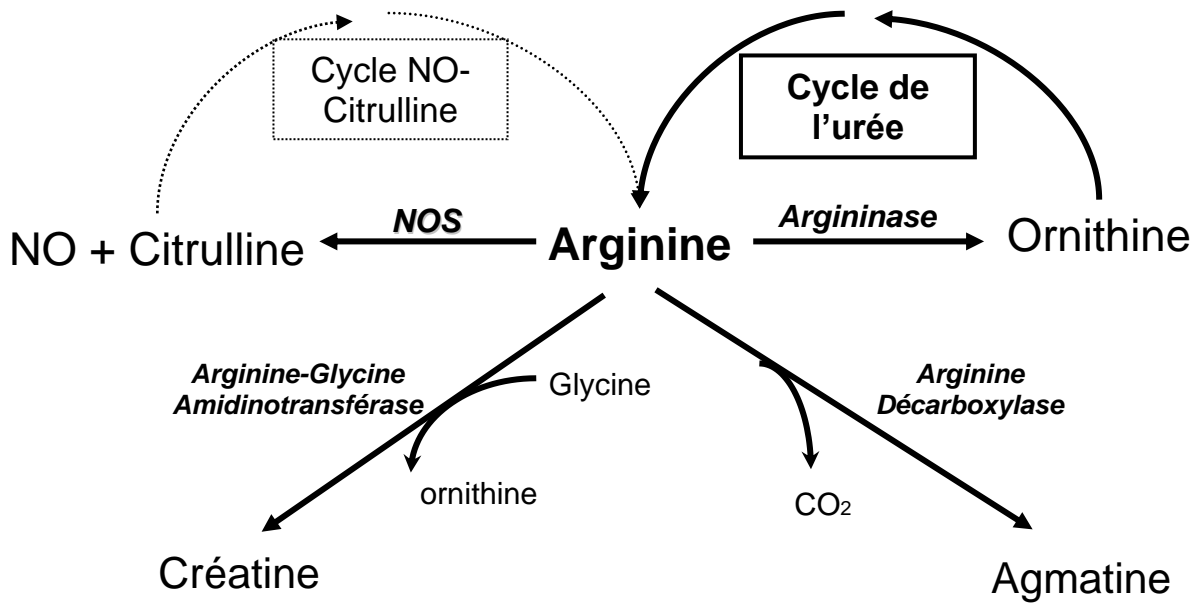 Cycle NO-
Citrulline
Cycle de
l’urée
NOS
Argininase
NO + Citrulline
Arginine
Ornithine
Arginine-Glycine
Amidinotransférase
Glycine
Arginine
Décarboxylase
ornithine
CO2
Créatine
Agmatine